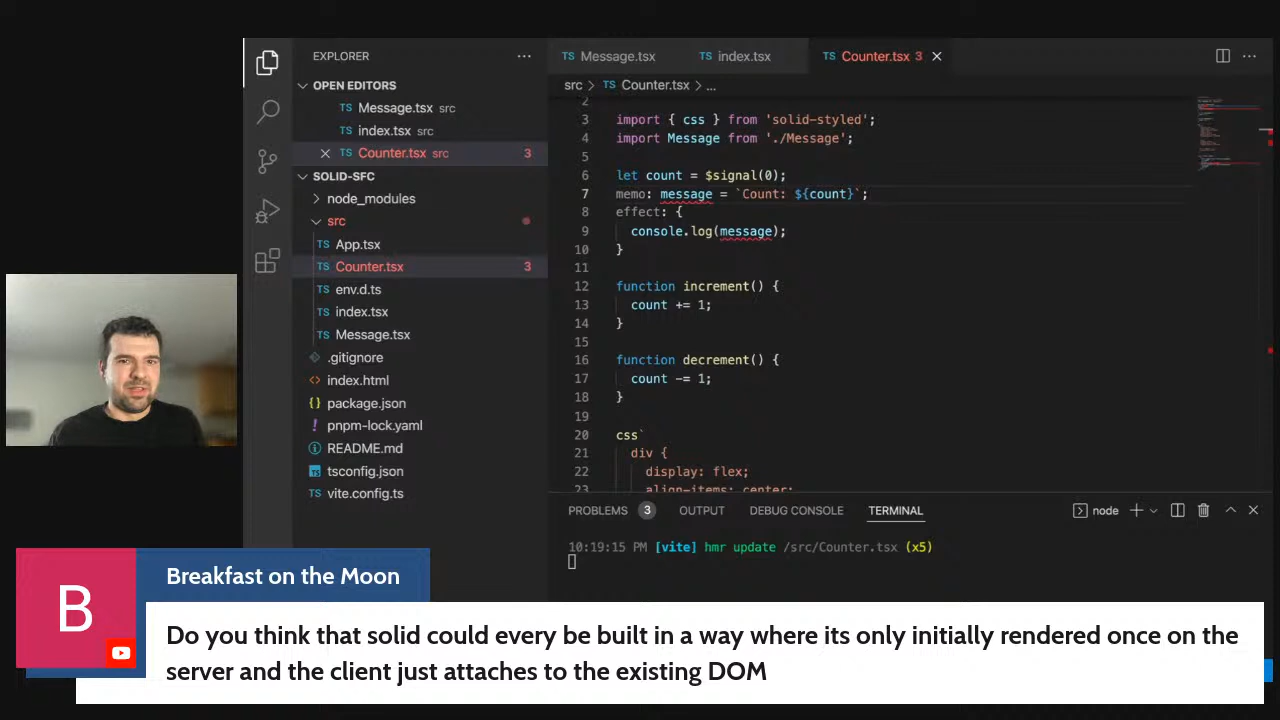 EXPLORER
OPEN EDITORS
Message.tsx src
index.tsx src
Counter.tsx src 3
SOLID-SFC
node_modules
src
TS App.tsx
TS Counter.tsx 3
TS env.d.ts
TS index.tsx
TS Message.tsx
.gitignore
index.html
package.json
pnpm-lock.yaml
README.md
tsconfig.json
vite.config.ts
TS Message.tsx
TS index.tsx
TS Counter.tsx 3
src > TS Counter.tsx > ...
2
3 import { css } from 'solid-styled';
4 import Message from './Message';
5
6 let count = $signal(0);
7 memo: message = `Count: ${count}`;
8 effect: {
9 console.log(message);
10 }
11
12 function increment() {
13 count += 1;
14 }
15
16 function decrement() {
17 count -= 1;
18 }
19
20 css`
21 div {
22 display: flex;
23 align-items: center;
PROBLEMS 3 OUTPUT DEBUG CONSOLE TERMINAL
node
10:19:15 PM [vite] hmr update /src/Counter.tsx (x5)
B
Breakfast on the Moon
Do you think that solid could every be built in a way where its only initially rendered once on the
server and the client just attaches to the existing DOM